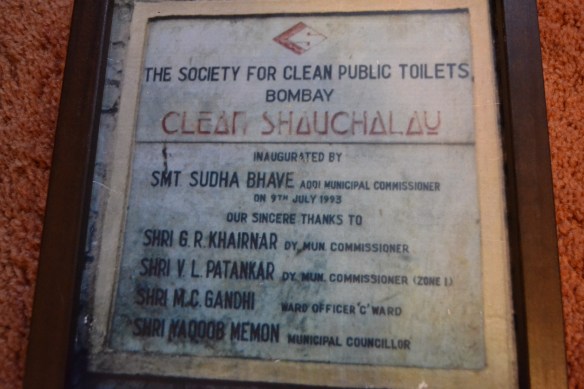 THE SOCIETY FOR CLEAN PUBLIC TOILETS,
BOMBAY
CLEAN SHAUCHALAY
INAUGURATED BY
SMT SUDHA BHAVE ADDI MUNICIPAL COMMISSIONER
ON 9TH JULY 1993
OUR SINCERE THANKS TO
SHRI G. R. KHAIRNAR DY. MUN. COMMISSIONER
SHRI V. L. PATANKAR DY. MUN. COMMISSIONER (ZONE I)
SHRI M. C. GANDHI WARD OFFICER 'C' WARD
SHRI YAQOOB MEMON MUNICIPAL COUNCILLOR